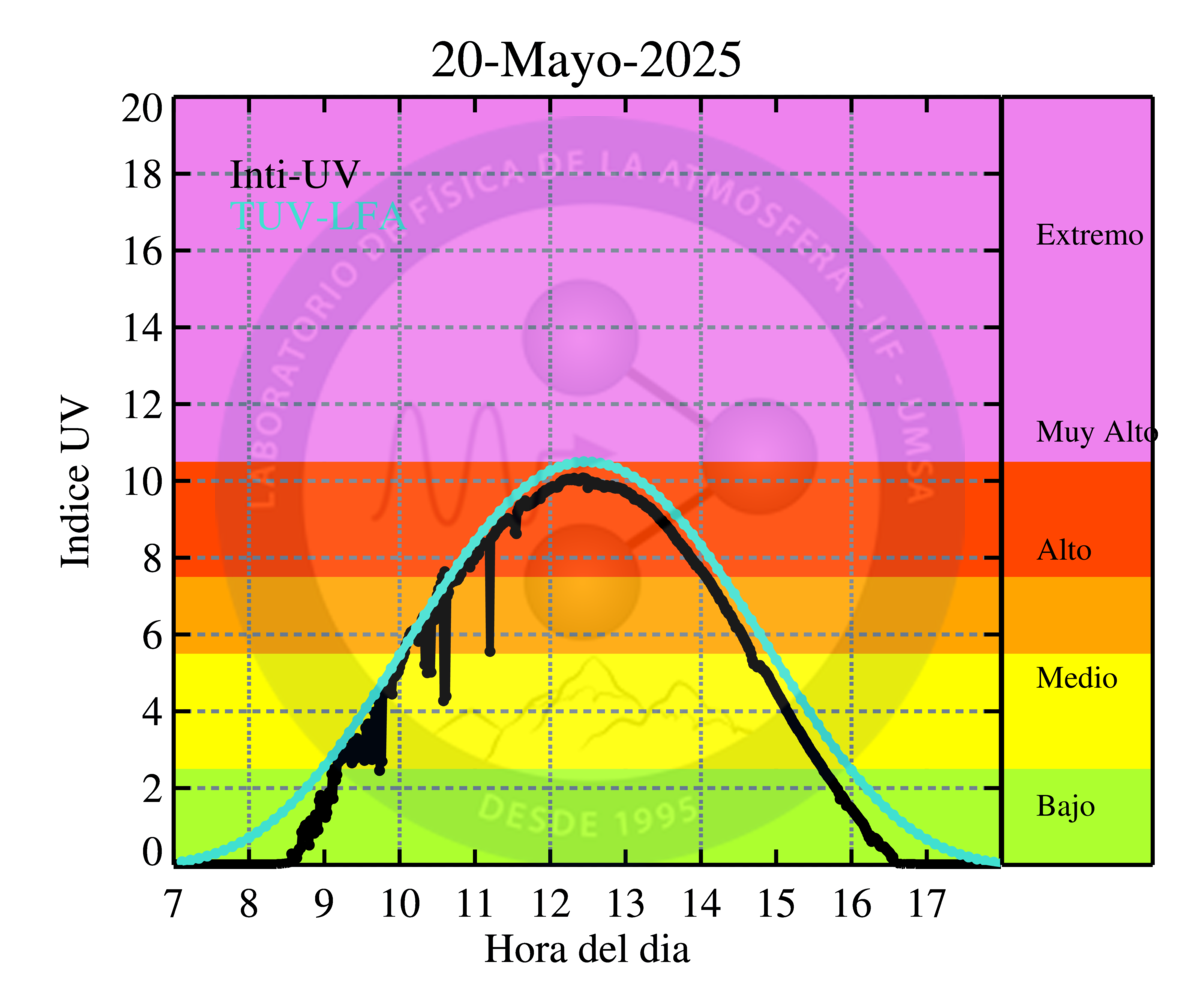 20-Mayo-2025
20
18
16
14
12
10
8
6
4
2
0
Indice UV
Inti-UV
TUV-LFA
LABORATORIO DE FÍSICA DE LA ATMÓSFERA - IIF - UMSA
DESDE 1995
Extremo
Muy Alto
Alto
Medio
Bajo
7 8 9 10 11 12 13 14 15 16 17
Hora del dia